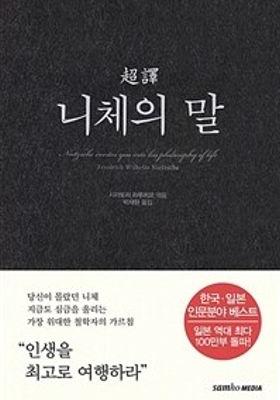 超譯
니체의 말
Nietzsche invites you into his philosophy of life
Friedrich Wilhelm Nietzsche
시라토리 하루히코 엮음
박재현 옮김
당신이 몰랐던 니체
지금도 심금을 울리는
가장 위대한 철학자의 가르침
“인생을
최고로 여행하라”
한국·일본
인문분야 베스트
일본 역대 최다
100만부 돌파!
samho MEDIA